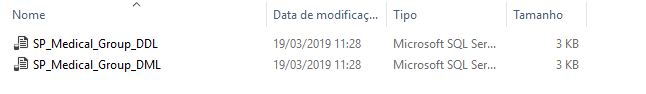 Nome Data de modificaç... Tipo Tamanho
SP_Medical_Group_DDL 19/03/2019 11:28 Microsoft SQL Ser... 3 KB
SP_Medical_Group_DML 19/03/2019 11:28 Microsoft SQL Ser... 3 KB